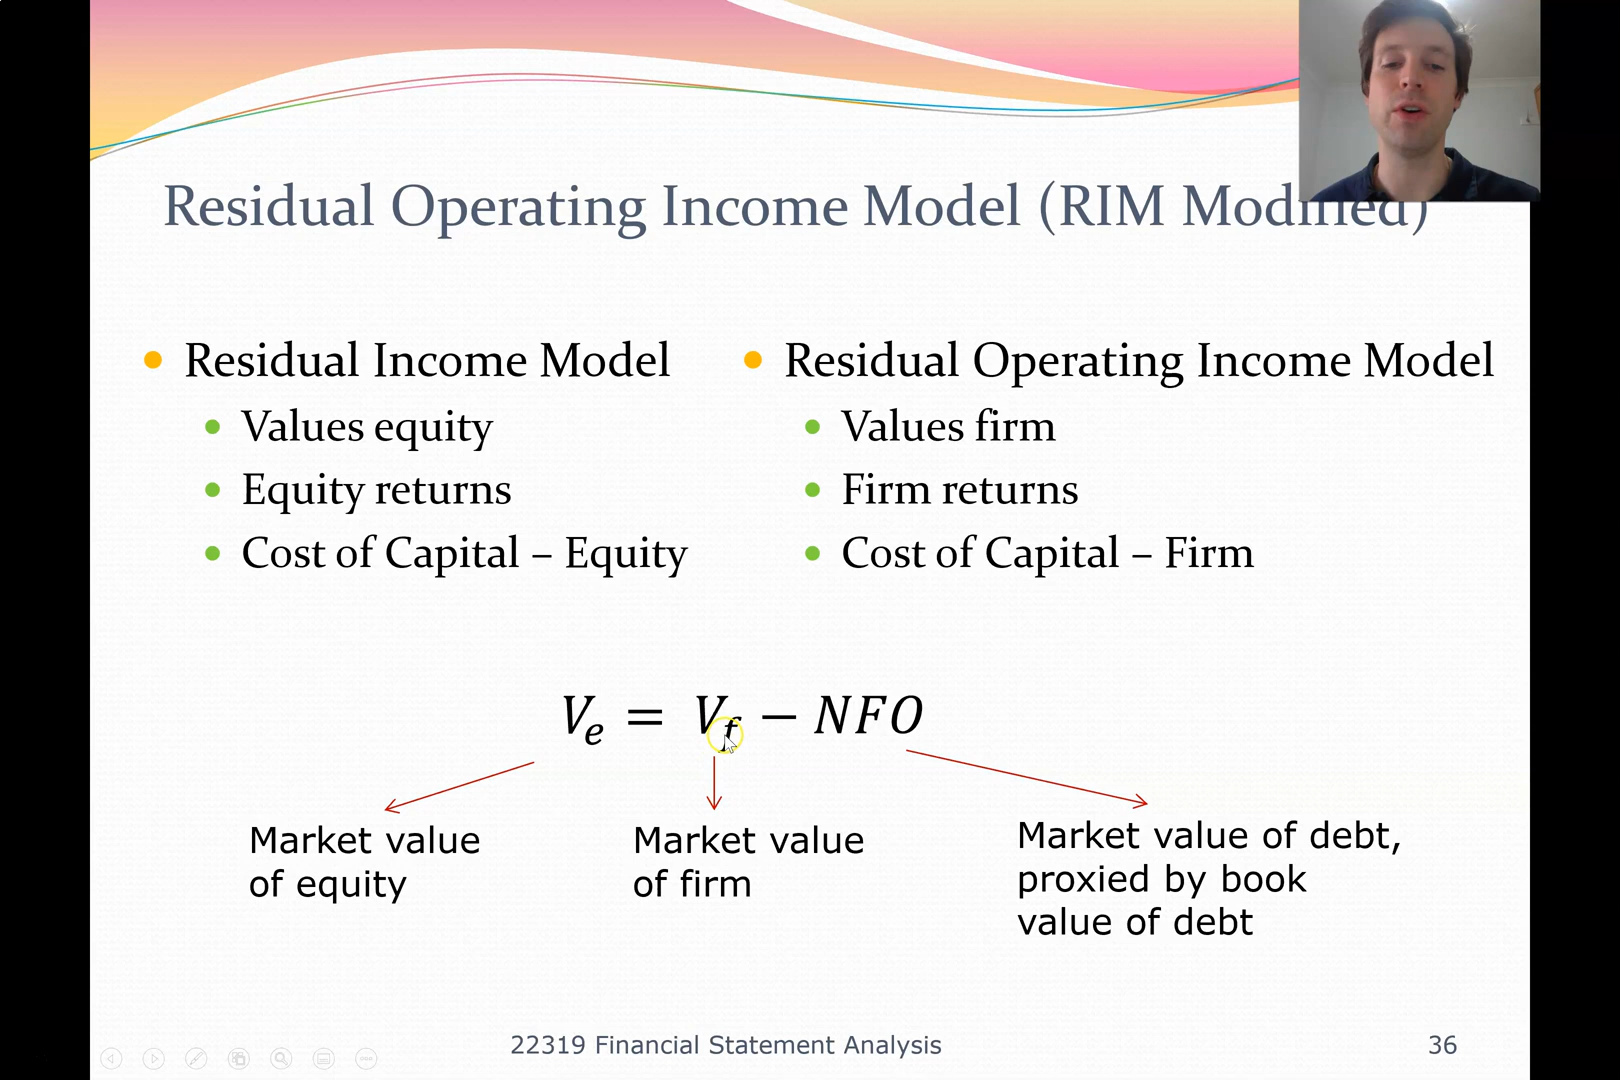 Residual Operating Income Model (RIM Modified)
Residual Income Model
Values equity
Equity returns
Cost of Capital – Equity
Residual Operating Income Model
Values firm
Firm returns
Cost of Capital – Firm
Ve = Vf − NFO
Market value
of equity
Market value
of firm
Market value of debt,
proxied by book
value of debt
22319 Financial Statement Analysis
36